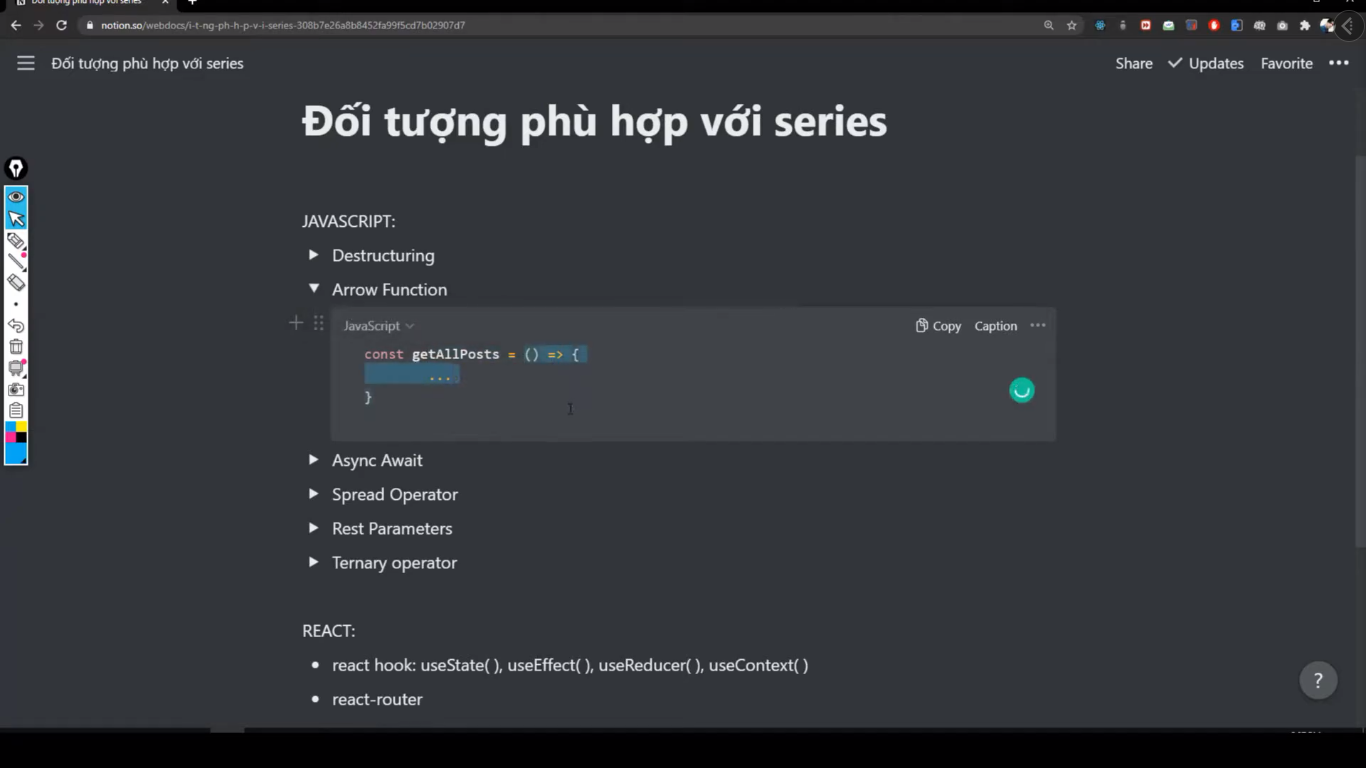 Đối tượng phù hợp với series
notion.so/webdocs/i-t-ng-ph-h-p-v-i-series-308b7e26a8b8452fa99f5cd7b02907d7
Đối tượng phù hợp với series
Share
Updates
Favorite
Đối tượng phù hợp với series
JAVASCRIPT:
Destructuring
Arrow Function
JavaScript
Copy
Caption
const getAllPosts = () => {
...
}
Async Await
Spread Operator
Rest Parameters
Ternary operator
REACT:
react hook: useState( ), useEffect( ), useReducer( ), useContext( )
react-router
?